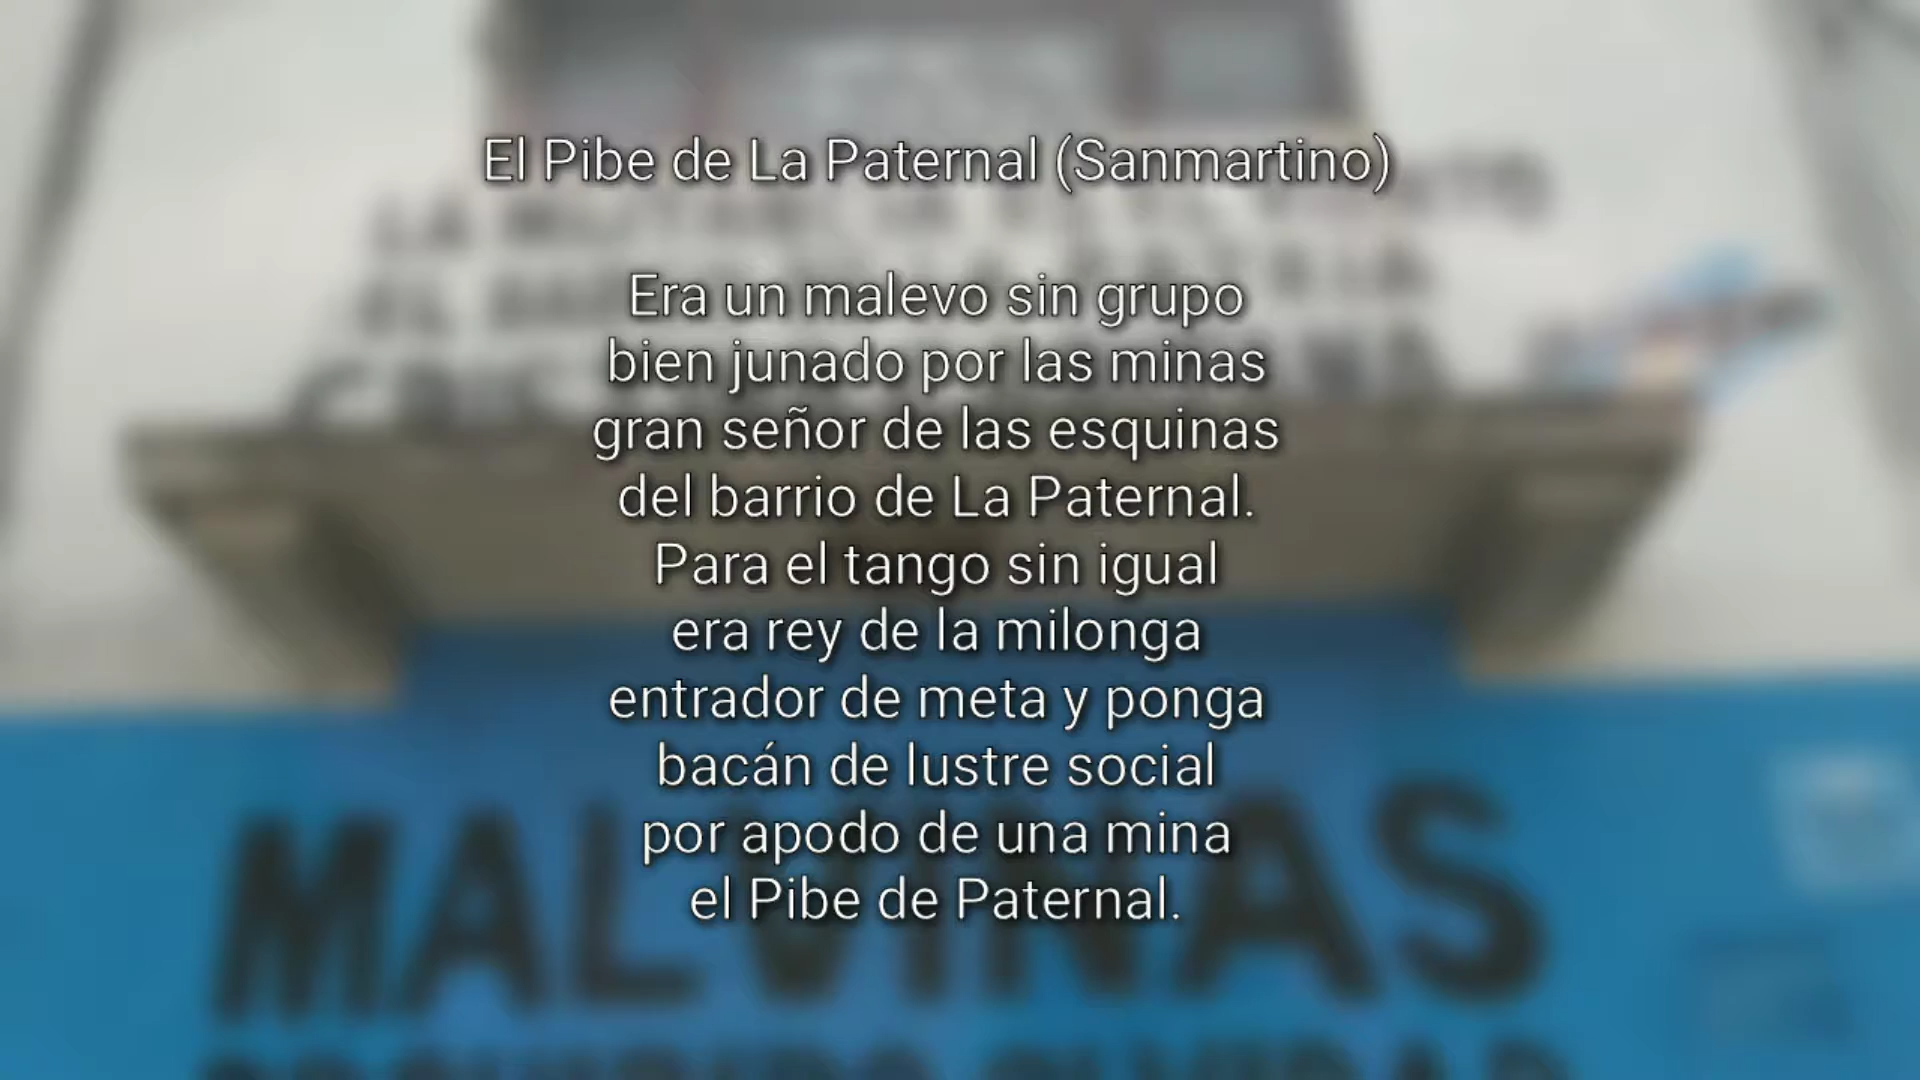 El Pibe de La Paternal (Sanmartino)
Era un malevo sin grupo
bien junado por las minas
gran señor de las esquinas
del barrio de La Paternal.
Para el tango sin igual
era rey de la milonga
entrador de meta y ponga
bacán de lustre social
por apodo de una mina
el Pibe de Paternal.
MALVINAS